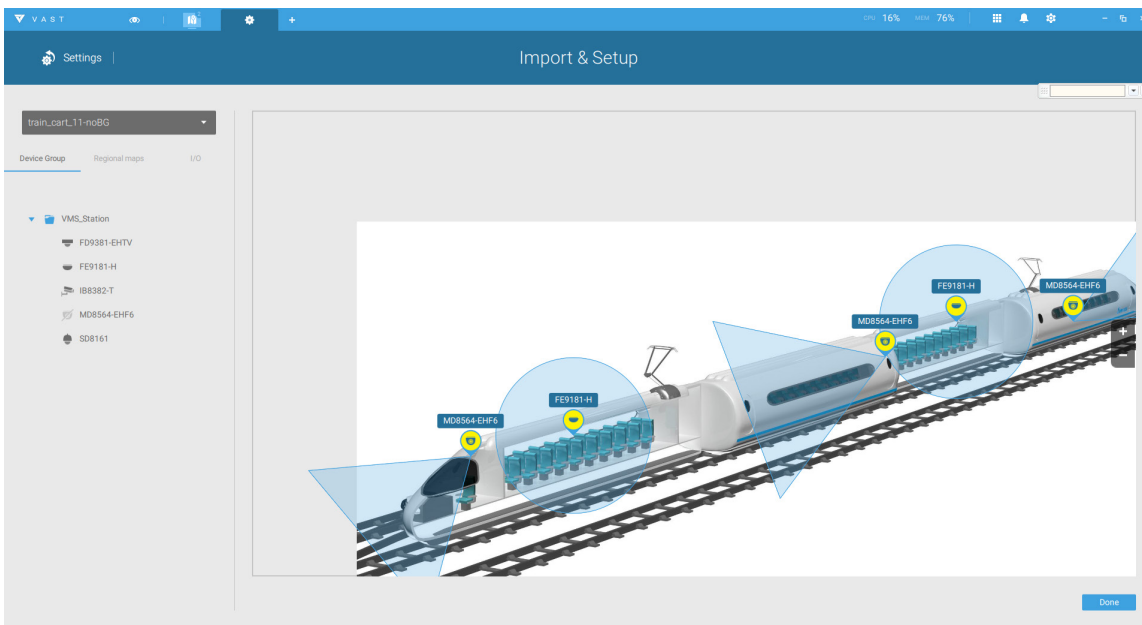 VAST
2
CPU 16% MEM 76%
Settings
Import & Setup
train_cart_11-noBG
Device Group Regional maps I/O
VMS_Station
FD9381-EHTV
FE9181-H
IB8382-T
MD8564-EHF6
SD8161
FE9181-H
MD8564-EHF6
MD8564-EHF6
FE9181-H
MD8564-EHF6
Done